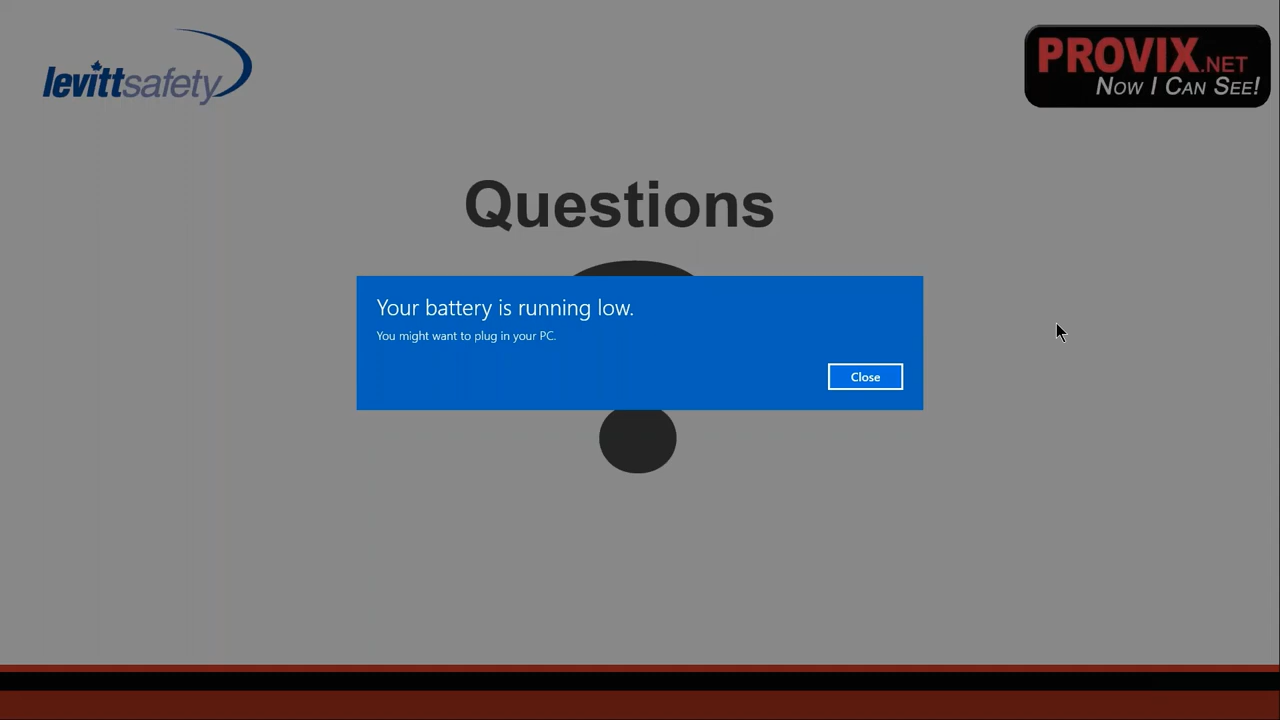 levittsafety
PROVIX.NET
NOW I CAN SEE!
Questions
Your battery is running low.
You might want to plug in your PC.
Close